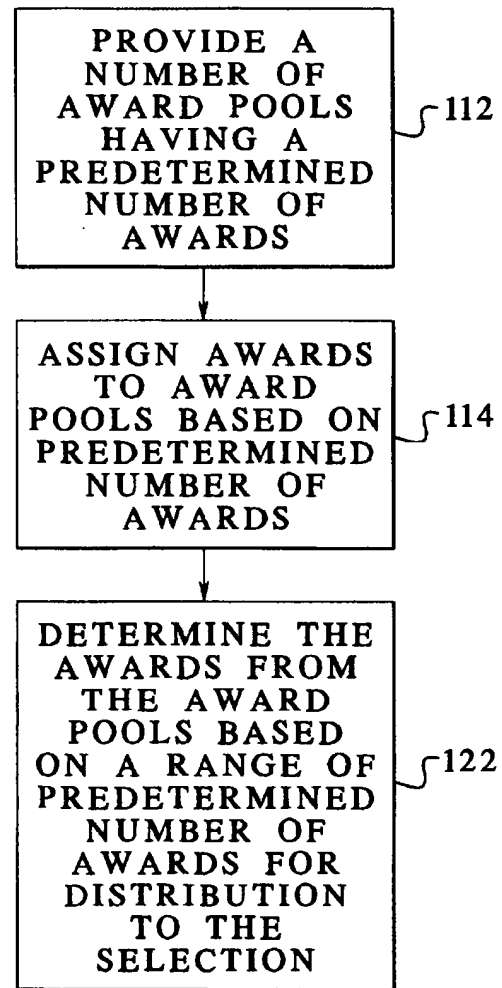 PROVIDE A
NUMBER OF
AWARD POOLS
HAVING A
PREDETERMINED
NUMBER OF
AWARDS
112
ASSIGN AWARDS
TO AWARD
POOLS BASED ON
PREDETERMINED
NUMBER OF
AWARDS
114
DETERMINE THE
AWARDS FROM
THE AWARD
POOLS BASED
ON A RANGE OF
PREDETERMINED
NUMBER OF
AWARDS FOR
DISTRIBUTION
TO THE
SELECTION
122